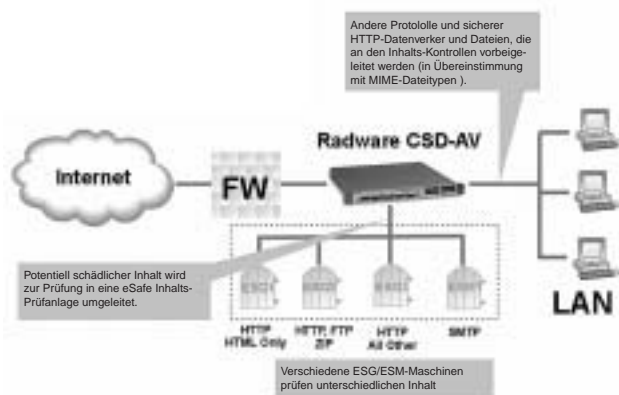 Andere Protololle und sicherer
HTTP-Datenverker und Dateien, die
an den Inhalts-Kontrollen vorbeige-
leitet werden (in Übereinstimmung
mit MIME-Dateitypen ).
Radware CSD-AV
Internet
FW
LAN
Potentiell schädlicher Inhalt wird
zur Prüfung in eine eSafe Inhalts-
Prüfanlage umgeleitet.
HTTP
HTML Only
HTTP, FTP
ZIP
HTTP
All Other
SMTP
Verschiedene ESG/ESM-Maschinen
prüfen unterschiedlichen Inhalt